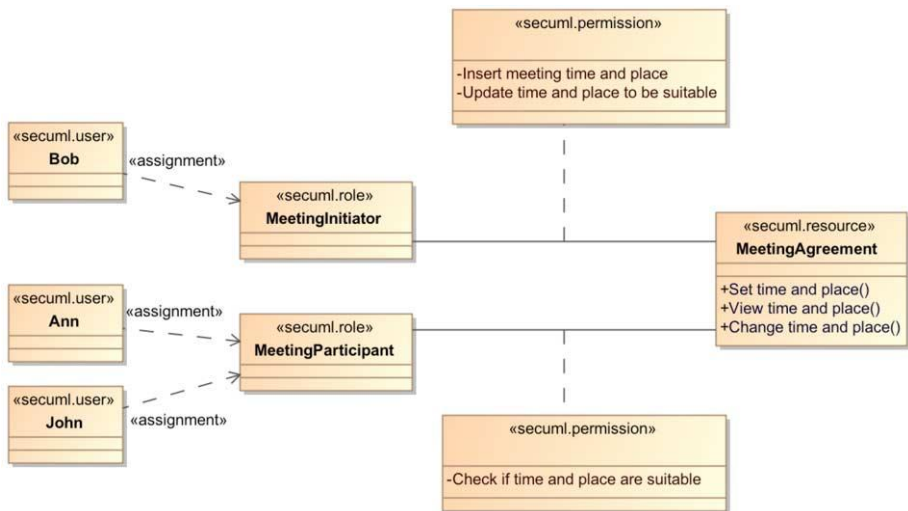 «secuml.permission»
-Insert meeting time and place
-Update time and place to be suitable
«secuml.user»
Bob
«assignment»
«secuml.role»
MeetingInitiator
«secuml.resource»
MeetingAgreement
+Set time and place()
+View time and place()
+Change time and place()
«secuml.user»
Ann
«assignment»
«secuml.role»
MeetingParticipant
«secuml.user»
John
«assignment»
«secuml.permission»
-Check if time and place are suitable